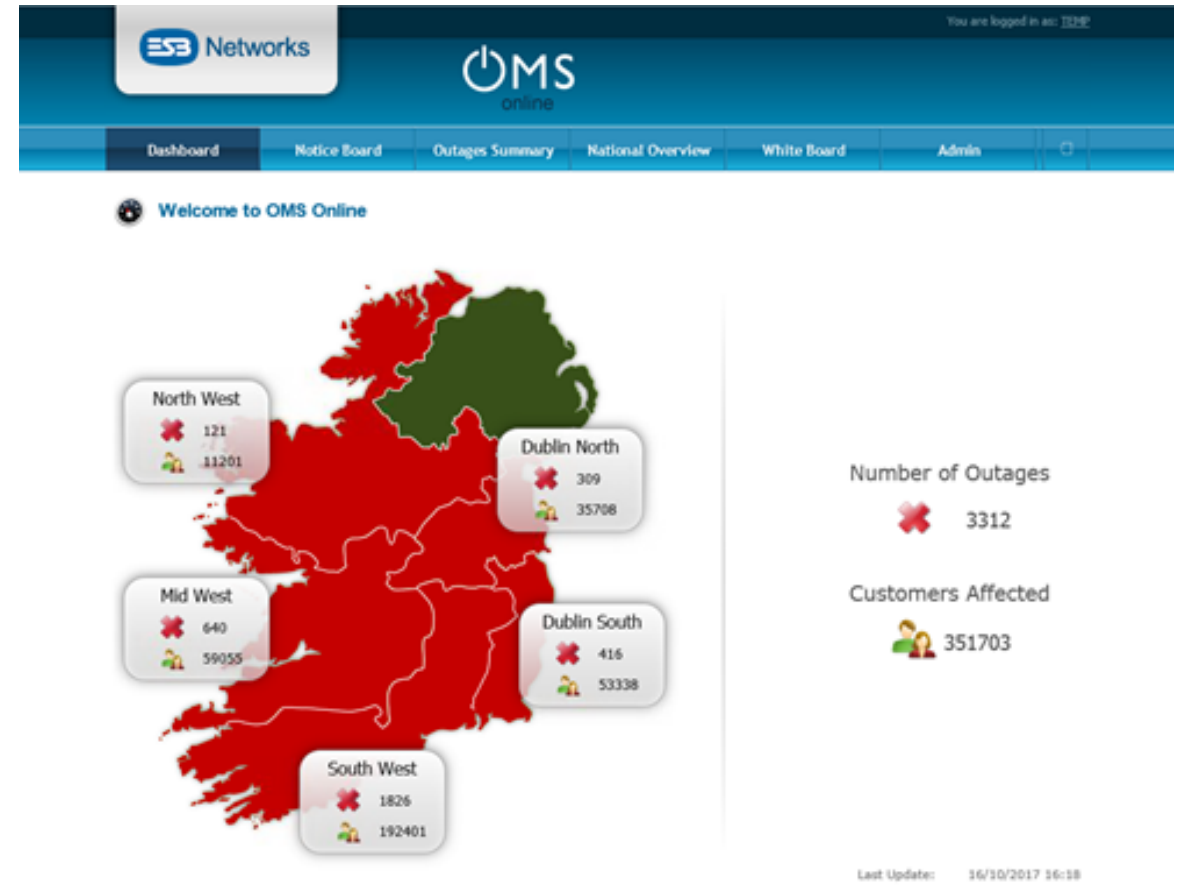 You are logged in as: TEMP
ESB Networks
OMS
online
Dashboard Notice Board Outages Summary National Overview White Board Admin
Welcome to OMS Online
North West
121
11201
Dublin North
309
35708
Mid West
640
59055
Dublin South
416
53338
South West
1826
192401
Number of Outages
3312
Customers Affected
351703
Last Update: 16/10/2017 16:18